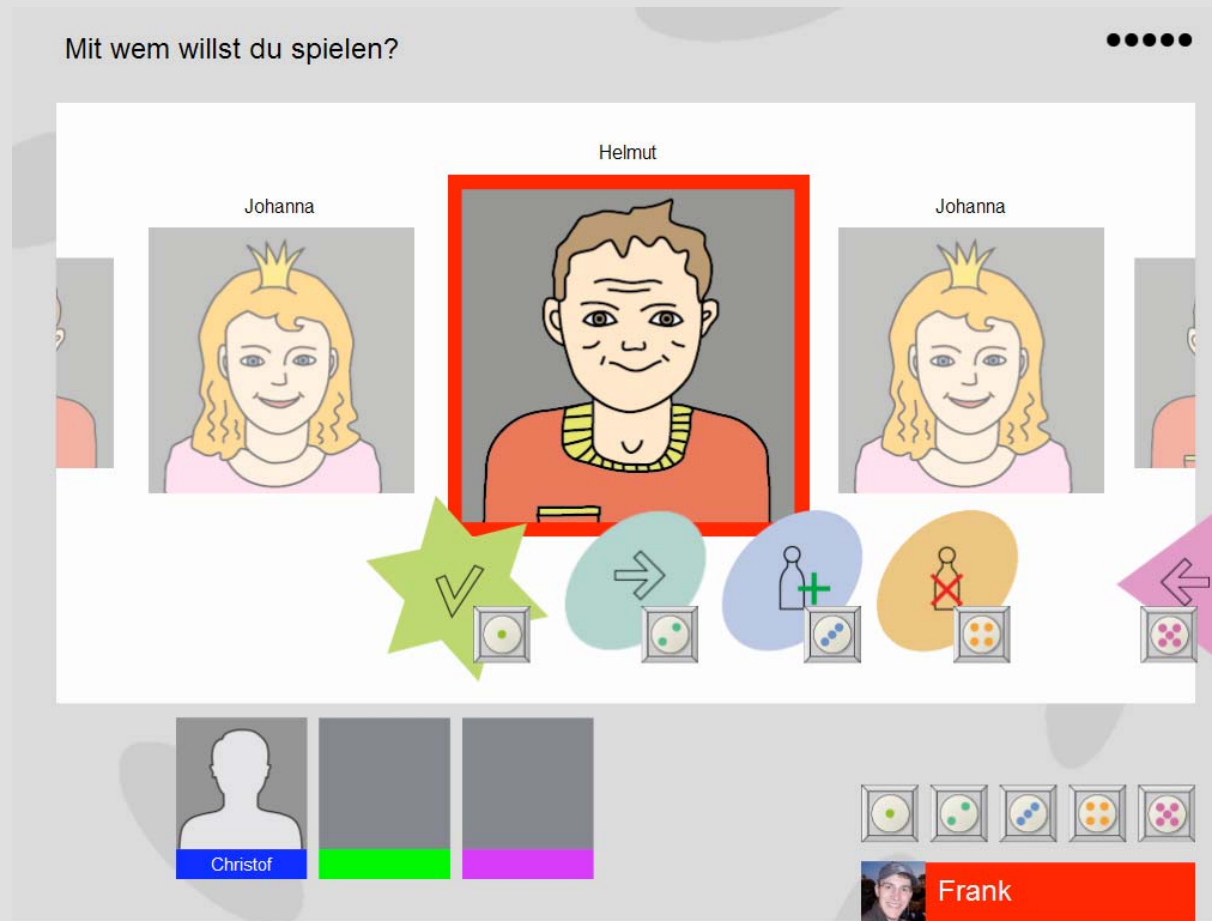 Mit wem willst du spielen?
Helmut
Johanna
Johanna
Christof
Frank